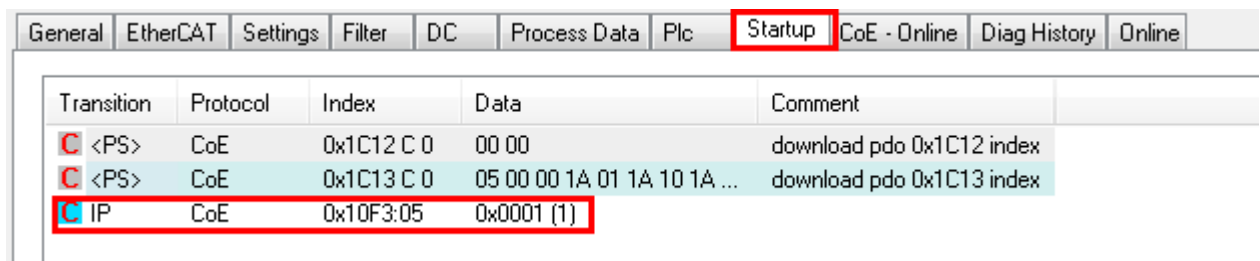 General EtherCAT Settings Filter DC Process Data Plc Startup CoE - Online Diag History Online
Transition Protocol Index Data Comment
C <PS> CoE 0x1C12 C 0 00 00 download pdo 0x1C12 index
C <PS> CoE 0x1C13 C 0 05 00 00 1A 01 1A 10 1A ... download pdo 0x1C13 index
C IP CoE 0x10F3:05 0x0001 (1)